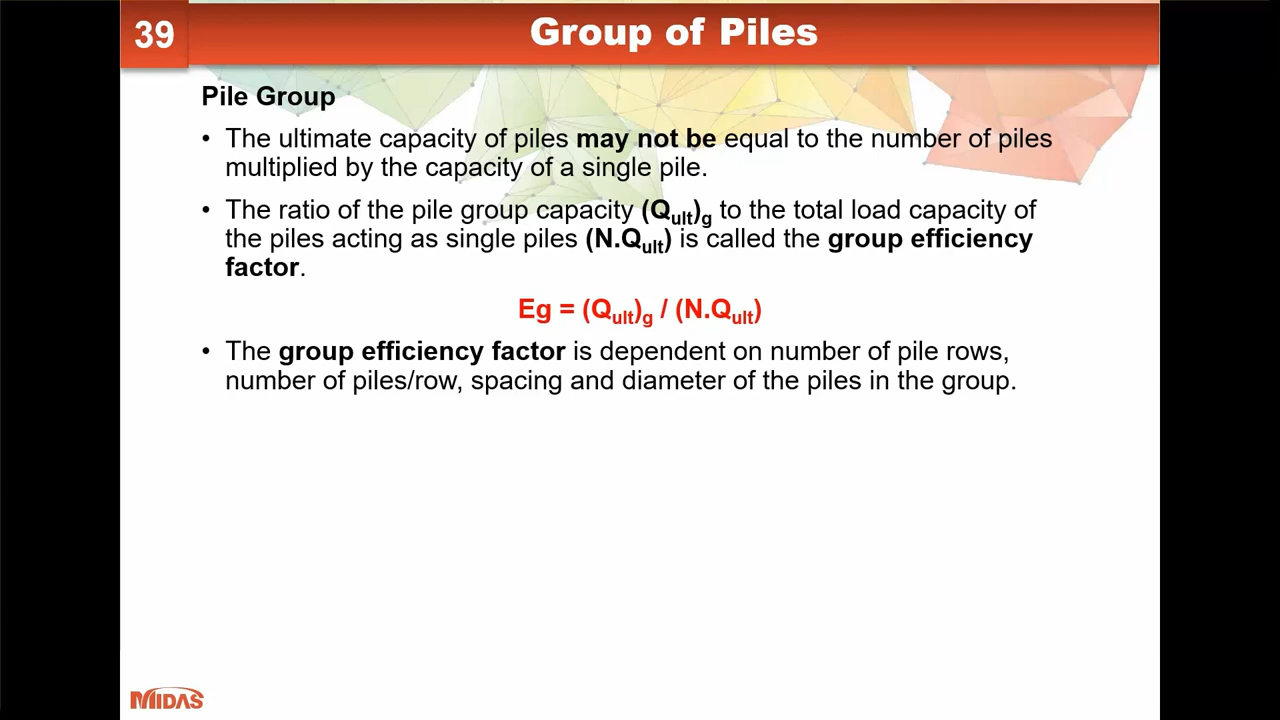 39
Group of Piles
Pile Group
• The ultimate capacity of piles may not be equal to the number of piles
multiplied by the capacity of a single pile.
• The ratio of the pile group capacity (Qult)g to the total load capacity of
the piles acting as single piles (N.Qult) is called the group efficiency
factor.
Eg = (Qult)g / (N.Qult)
• The group efficiency factor is dependent on number of pile rows,
number of piles/row, spacing and diameter of the piles in the group.
MIDAS